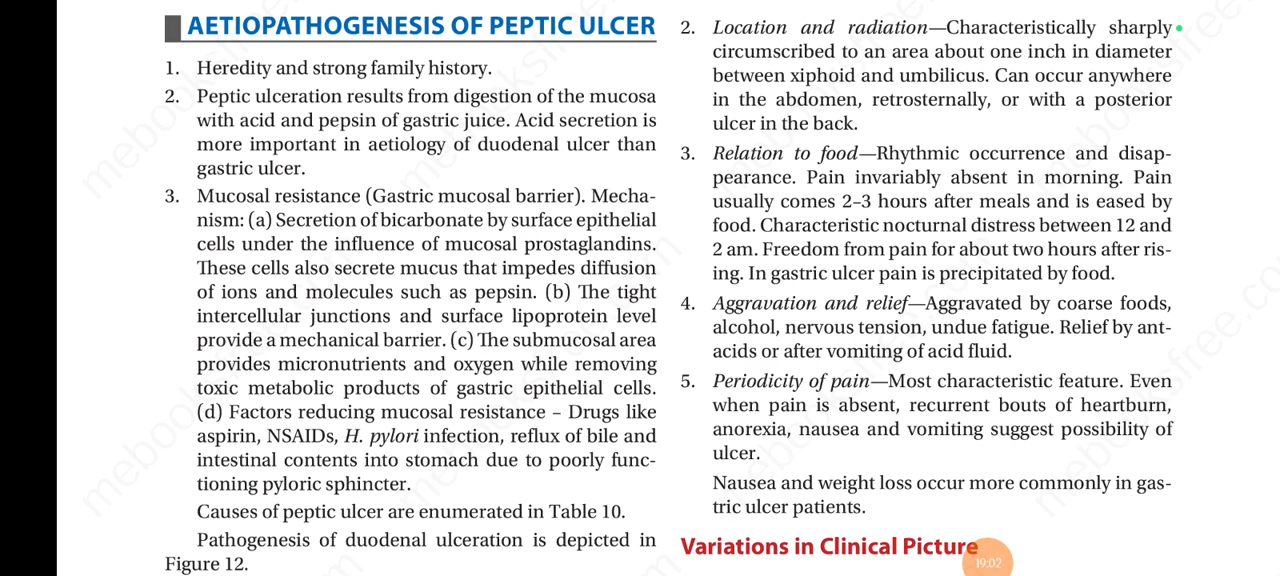 AETIOPATHOGENESIS OF PEPTIC ULCER
1. Heredity and strong family history.
2. Peptic ulceration results from digestion of the mucosa
with acid and pepsin of gastric juice. Acid secretion is
more important in aetiology of duodenal ulcer than
gastric ulcer.
3. Mucosal resistance (Gastric mucosal barrier). Mecha-
nism: (a) Secretion of bicarbonate by surface epithelial
cells under the influence of mucosal prostaglandins.
These cells also secrete mucus that impedes diffusion
of ions and molecules such as pepsin. (b) The tight
intercellular junctions and surface lipoprotein level
provide a mechanical barrier. (c) The submucosal area
provides micronutrients and oxygen while removing
toxic metabolic products of gastric epithelial cells.
(d) Factors reducing mucosal resistance – Drugs like
aspirin, NSAIDs, H. pylori infection, reflux of bile and
intestinal contents into stomach due to poorly func-
tioning pyloric sphincter.
Causes of peptic ulcer are enumerated in Table 10.
Pathogenesis of duodenal ulceration is depicted in
Figure 12.
2. Location and radiation—Characteristically sharply
circumscribed to an area about one inch in diameter
between xiphoid and umbilicus. Can occur anywhere
in the abdomen, retrosternally, or with a posterior
ulcer in the back.
3. Relation to food—Rhythmic occurrence and disap-
pearance. Pain invariably absent in morning. Pain
usually comes 2–3 hours after meals and is eased by
food. Characteristic nocturnal distress between 12 and
2 am. Freedom from pain for about two hours after ris-
ing. In gastric ulcer pain is precipitated by food.
4. Aggravation and relief—Aggravated by coarse foods,
alcohol, nervous tension, undue fatigue. Relief by ant-
acids or after vomiting of acid fluid.
5. Periodicity of pain—Most characteristic feature. Even
when pain is absent, recurrent bouts of heartburn,
anorexia, nausea and vomiting suggest possibility of
ulcer.
Nausea and weight loss occur more commonly in gas-
tric ulcer patients.
Variations in Clinical Picture
19:02